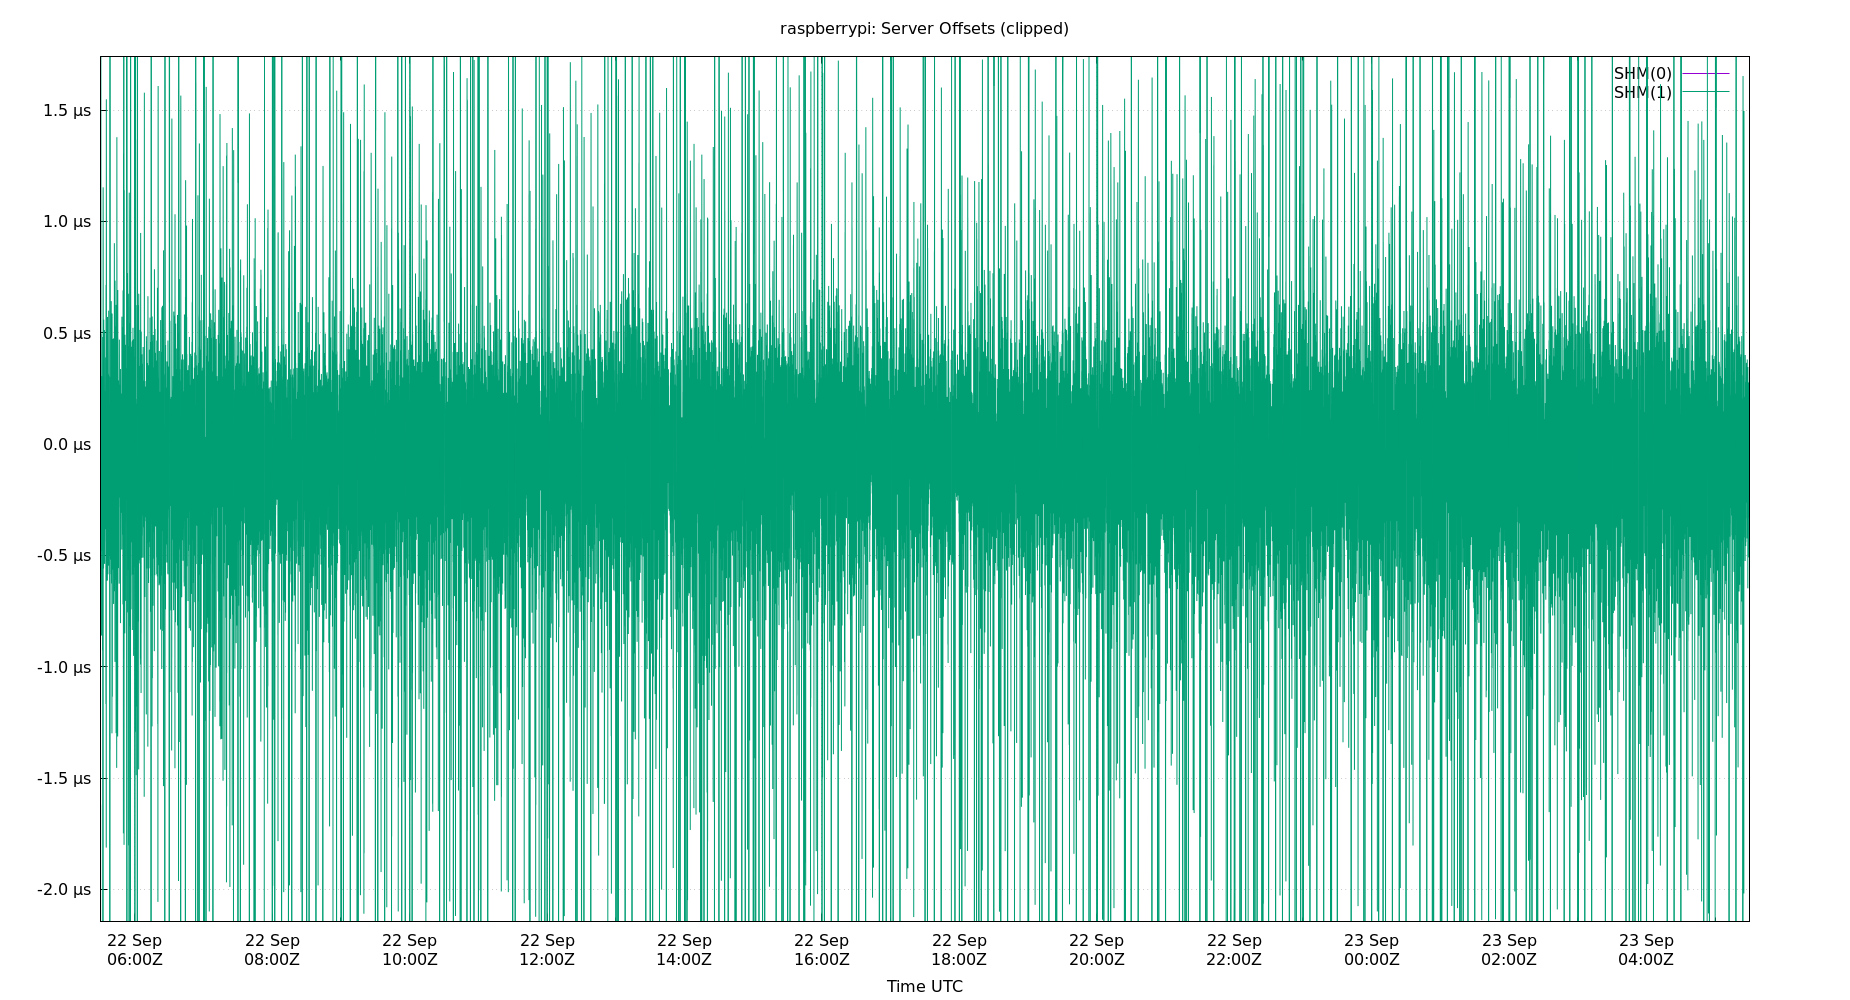 raspberrypi: Server Offsets (clipped)
SHM(0)
SHM(1)
1.5 µs
1.0 µs
0.5 µs
0.0 µs
-0.5 µs
-1.0 µs
-1.5 µs
-2.0 µs
22 Sep 22 Sep 22 Sep 22 Sep 22 Sep 22 Sep 22 Sep 22 Sep 22 Sep 23 Sep 23 Sep 23 Sep
06:00Z 08:00Z 10:00Z 12:00Z 14:00Z 16:00Z 18:00Z 20:00Z 22:00Z 00:00Z 02:00Z 04:00Z
Time UTC